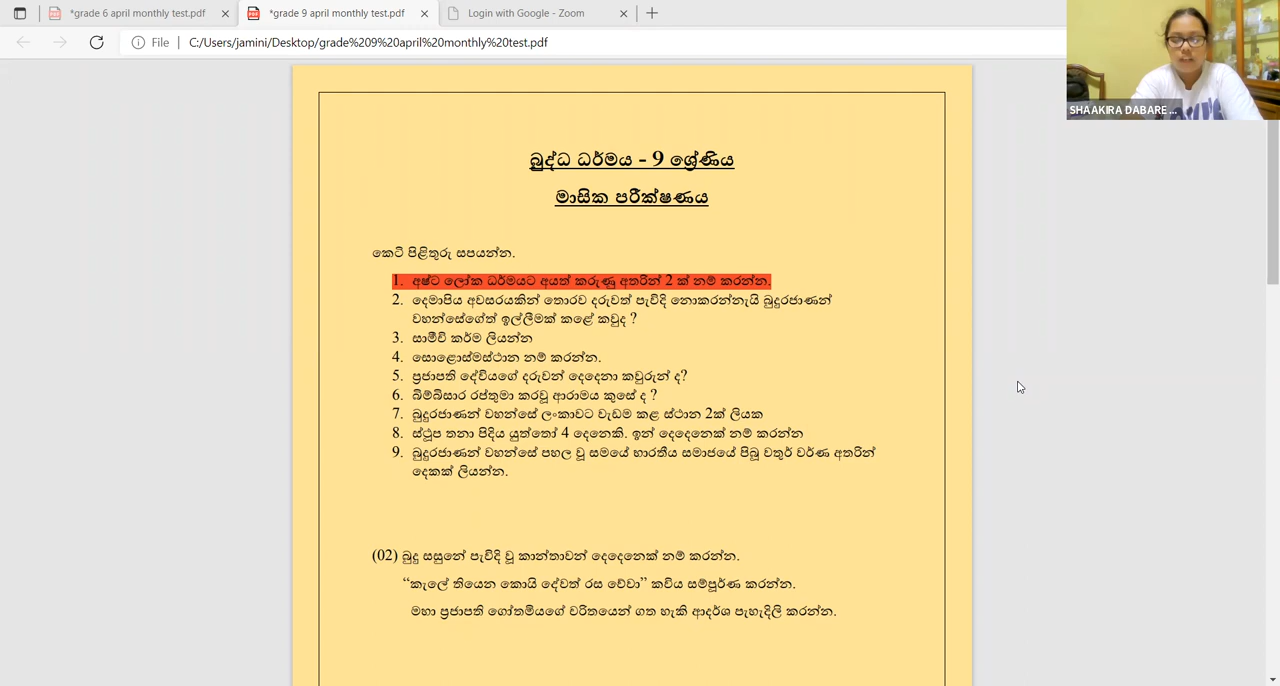 *grade 6 april monthly test.pdf
*grade 9 april monthly test.pdf
Login with Google - Zoom
File
C:/Users/jamini/Desktop/grade%209%20april%20monthly%20test.pdf
SHAAKIRA DABARE ...
බුද්ධ ධර්මය - 9 ශ්‍රේණිය
මාසික පරීක්ෂණය
කෙටි පිළිතුරු සපයන්න.
1. අෂ්ට ලෝක ධර්මයට අයත් කරුණු අතරින් 2 ක් නම් කරන්න.
2. දෙමාපිය අවසරයකින් තොරව දරුවන් පැවිදි නොකරන්නැයි බුදුරජාණන්
වහන්සේගේත් ඉල්ලීමක් කළේ කවුද ?
3. සාමීචි කර්ම ලියන්න
4. සොළොස්මස්ථාන නම් කරන්න.
5. ප්‍රජාපති දේවියගේ දරුවන් දෙදෙනා කවුරුන් ද?
6. බිම්බිසාර රජතුමා කරවූ ආරාමය කුසේ ද ?
7. බුදුරජාණන් වහන්සේ ලංකාවට වැඩම කළ ස්ථාන 2ක් ලියක
8. ස්ථූප තනා පිදිය යුත්තෝ 4 දෙනෙකි. ඉන් දෙදෙනෙක් නම් කරන්න
9. බුදුරජාණන් වහන්සේ පහල වූ සමයේ භාරතීය සමාජයේ පිබූ චතුර් වර්ණ අතරින්
දෙකක් ලියන්න.
(02) බුදු සසුනේ පැවිදි වූ කාන්තාවන් දෙදෙනෙක් නම් කරන්න.
“කැලේ තියෙන කොයි දේවත් රස වේවා” කවිය සම්පූර්ණ කරන්න.
මහා ප්‍රජාපති ගෝතමියගේ චරිතයෙන් ගත හැකි ආදර්ශ පැහැදිලි කරන්න.